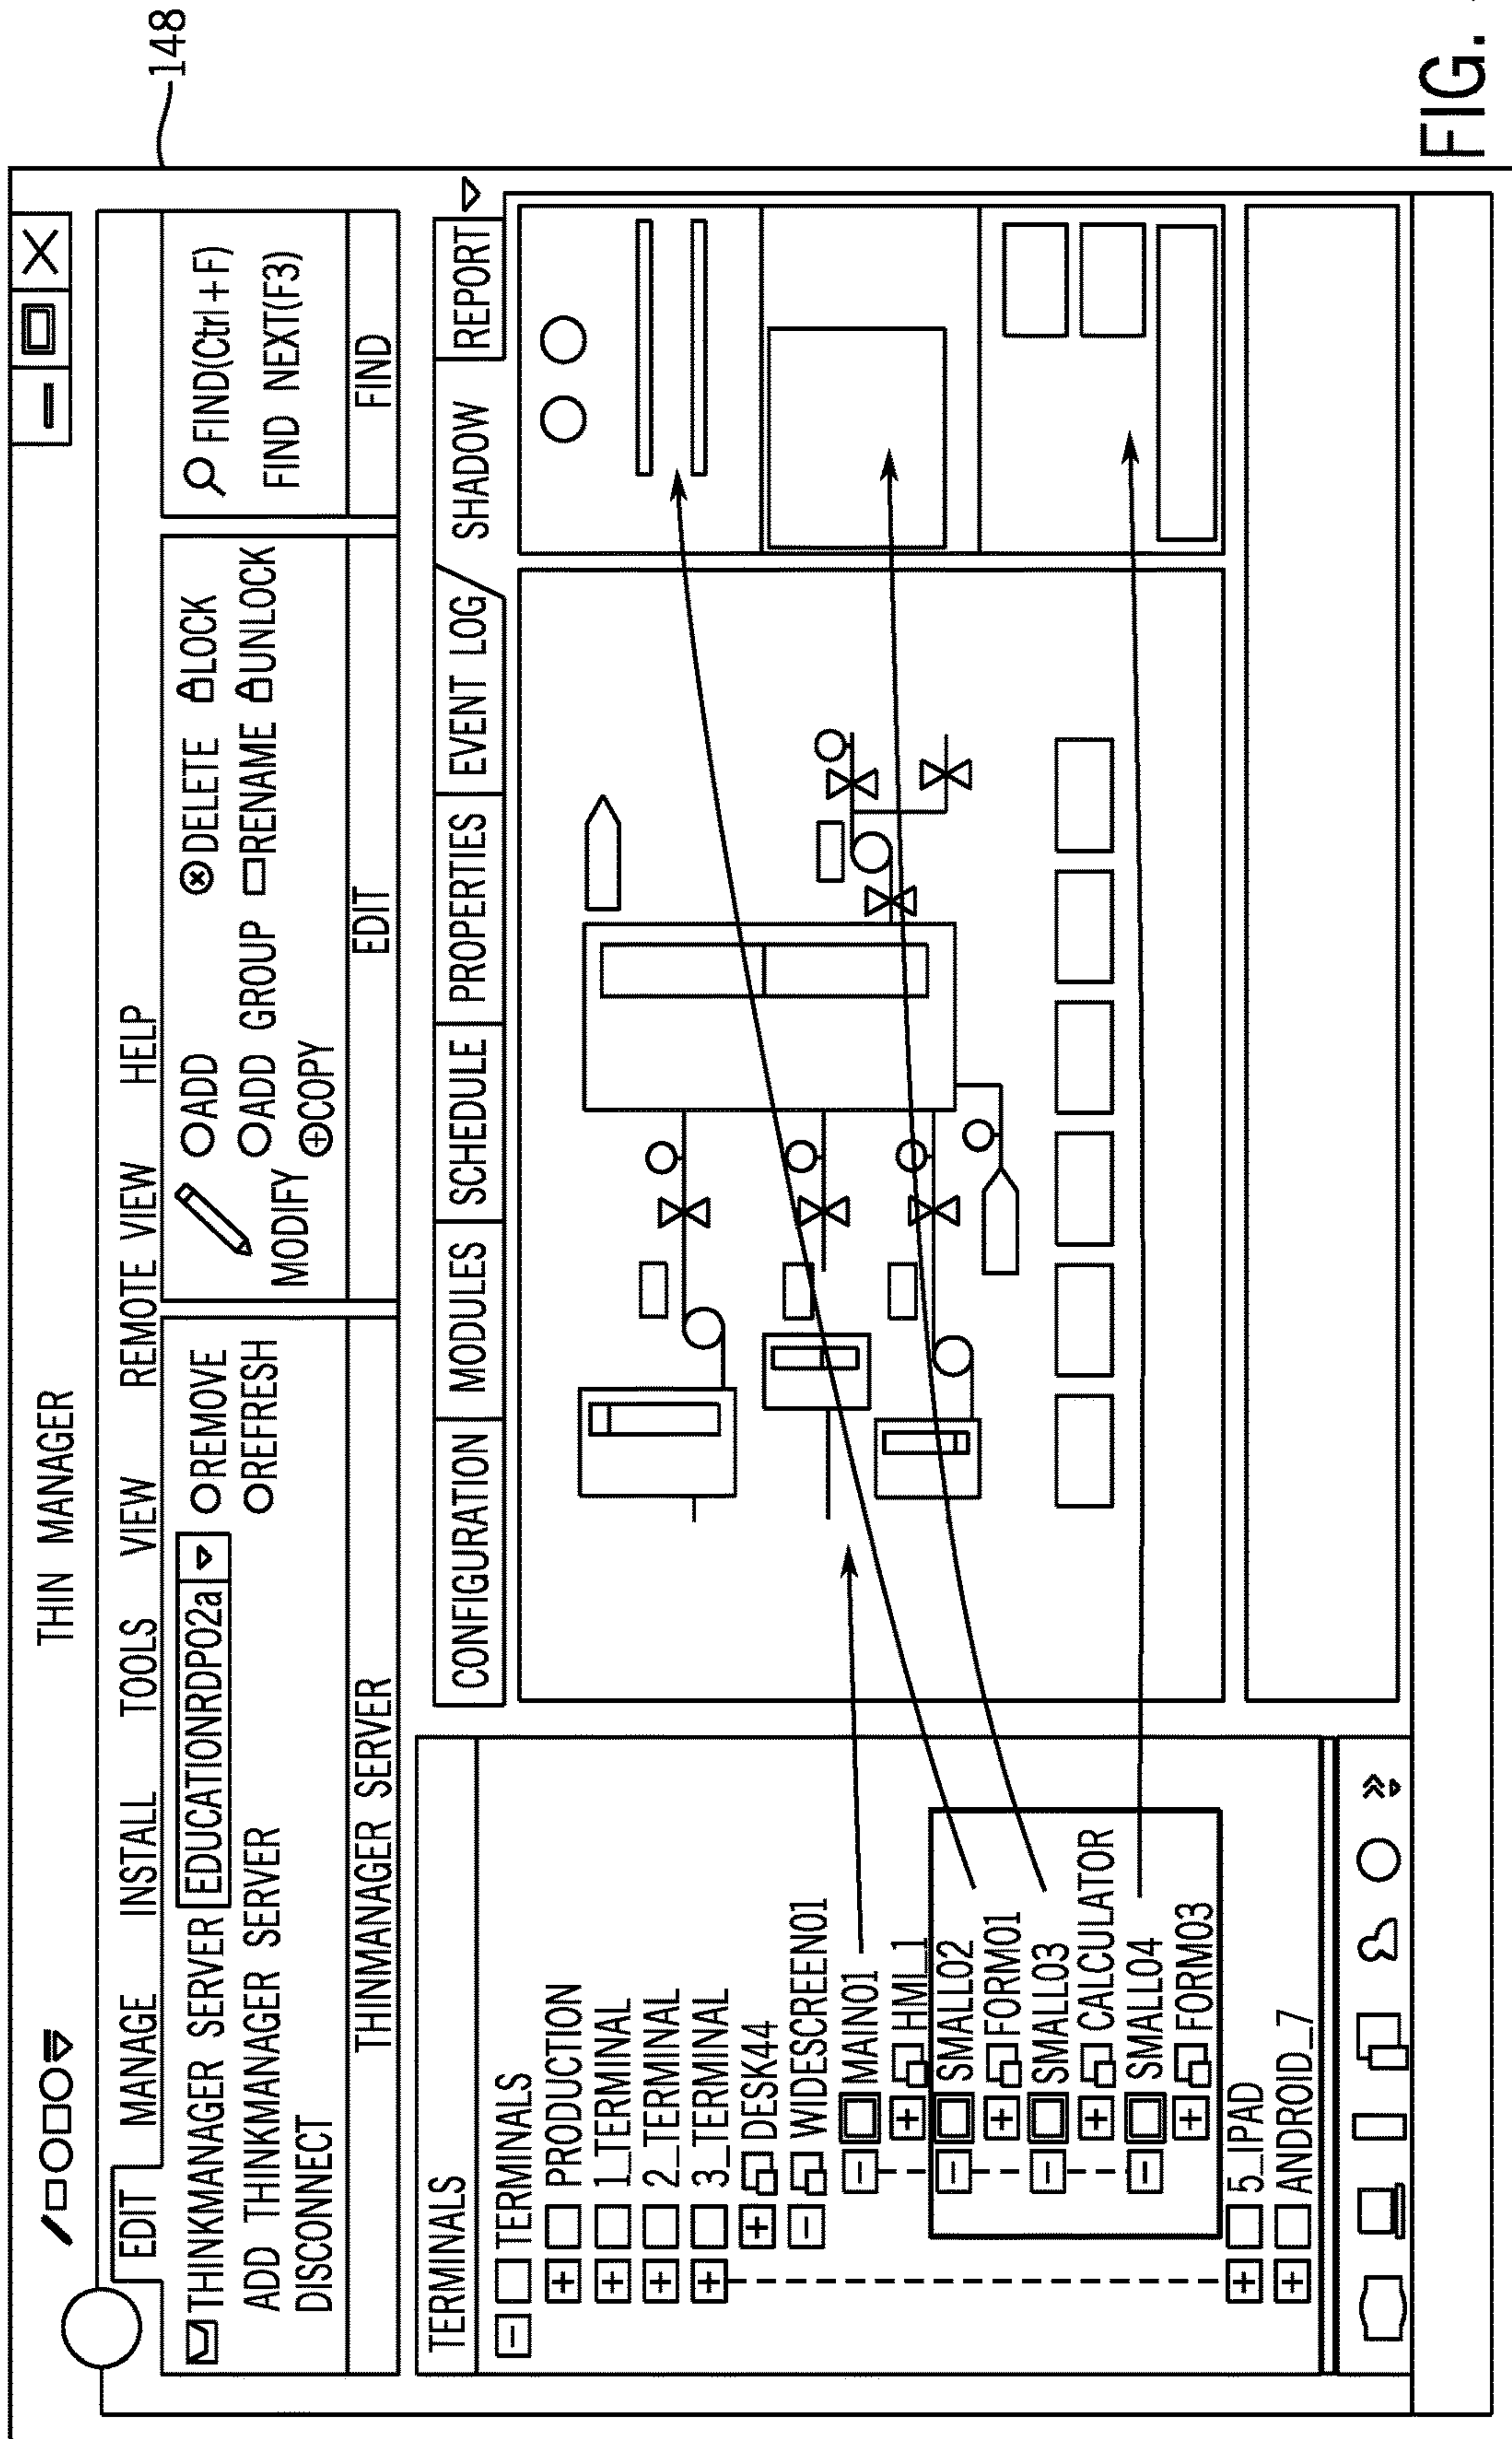 148
THIN MANAGER
EDIT MANAGE INSTALL TOOLS VIEW REMOTE VIEW HELP
THINKMANAGER SERVER EDUCATIONRDP02a
ADD THINKMANAGER SERVER
DISCONNECT
REMOVE
REFRESH
THINMANAGER SERVER
MODIFY
ADD
ADD GROUP
COPY
DELETE
RENAME
LOCK
UNLOCK
EDIT
FIND(Ctrl+F)
FIND NEXT(F3)
FIND
TERMINALS
TERMINALS
PRODUCTION
1_TERMINAL
2_TERMINAL
3_TERMINAL
DESK44
WIDESCREEN01
MAIN01
HMI_1
SMALL02
FORM01
SMALL03
CALCULATOR
SMALL04
FORM03
5_IPAD
ANDROID_7
CONFIGURATION MODULES SCHEDULE PROPERTIES EVENT LOG SHADOW REPORT
FIG.